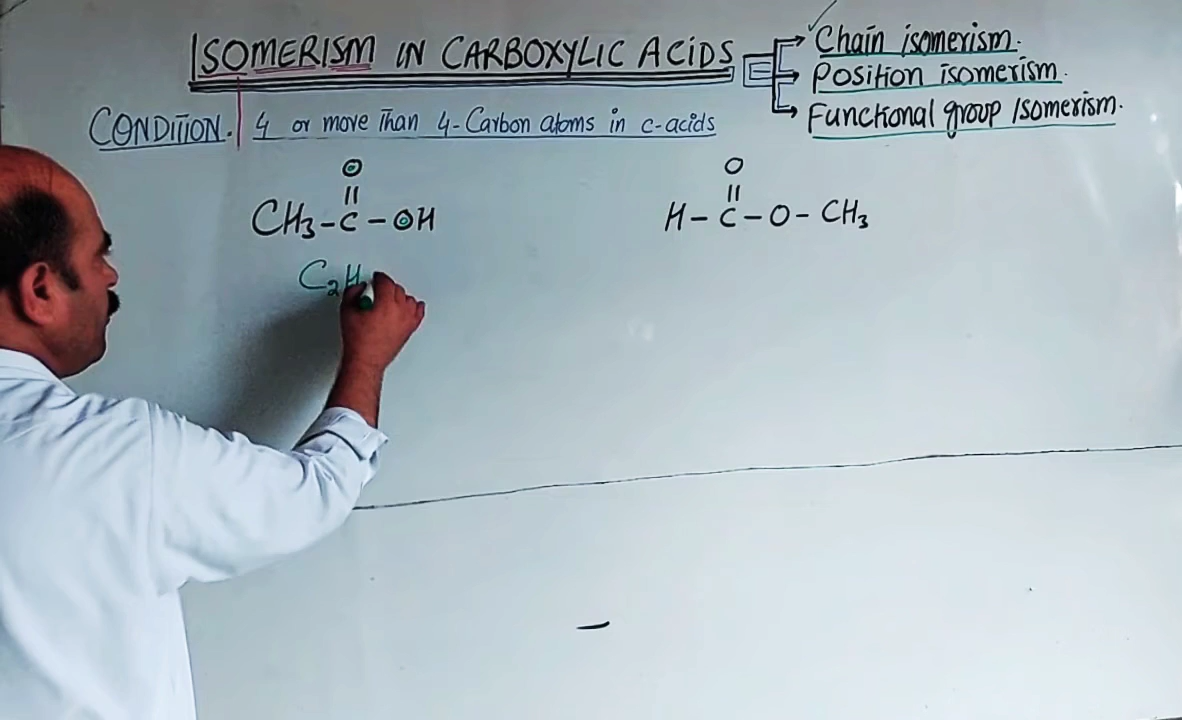 ISOMERISM IN CARBOXYLIC ACIDS
Chain isomerism.
Position isomerism.
Functional group Isomerism.
CONDITION. 4 or more Than 4-Carbon atoms in c-acids
O
||
CH₃-C-OH
O
||
H-C-O-CH₃
C₂H